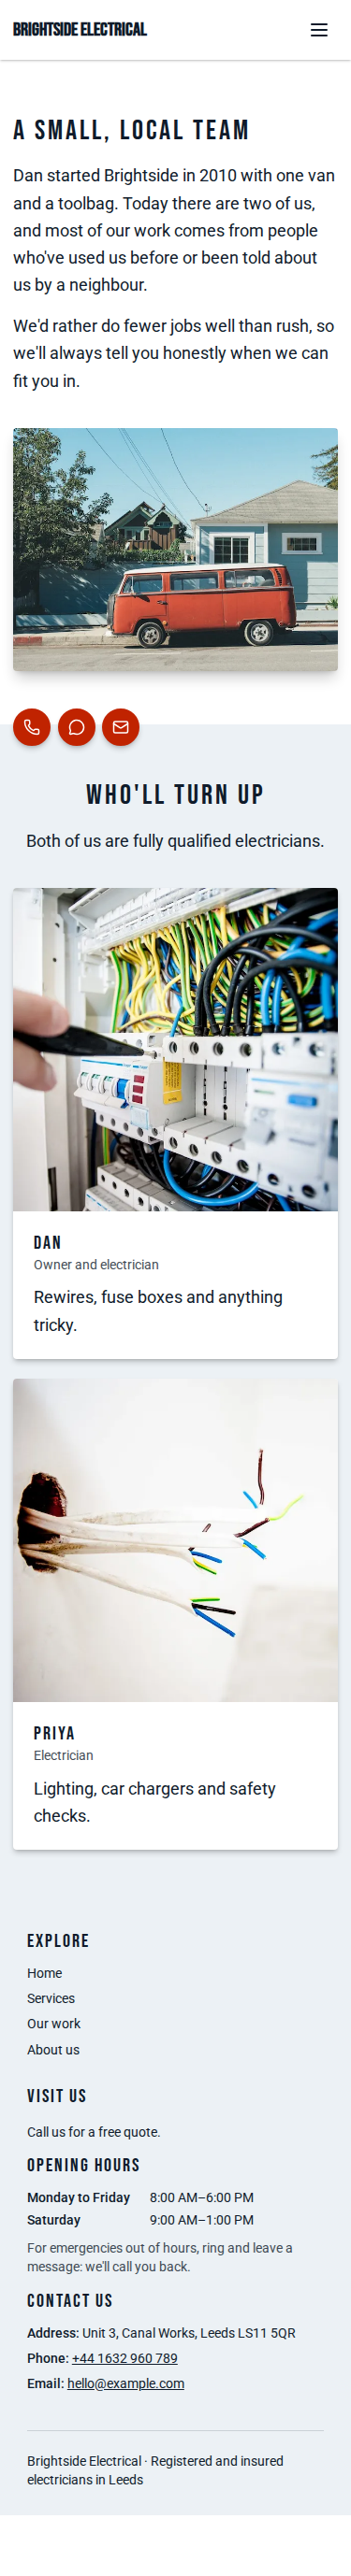 BRIGHTSIDE ELECTRICAL
A SMALL, LOCAL TEAM
Dan started Brightside in 2010 with one van
and a toolbag. Today there are two of us,
and most of our work comes from people
who've used us before or been told about
us by a neighbour.
We'd rather do fewer jobs well than rush, so
we'll always tell you honestly when we can
fit you in.
WHO'LL TURN UP
Both of us are fully qualified electricians.
DAN
Owner and electrician
Rewires, fuse boxes and anything
tricky.
PRIYA
Electrician
Lighting, car chargers and safety
checks.
EXPLORE
Home
Services
Our work
About us
VISIT US
Call us for a free quote.
OPENING HOURS
Monday to Friday 8:00 AM–6:00 PM
Saturday 9:00 AM–1:00 PM
For emergencies out of hours, ring and leave a
message: we'll call you back.
CONTACT US
Address: Unit 3, Canal Works, Leeds LS11 5QR
Phone: +44 1632 960 789
Email: hello@example.com
Brightside Electrical · Registered and insured
electricians in Leeds